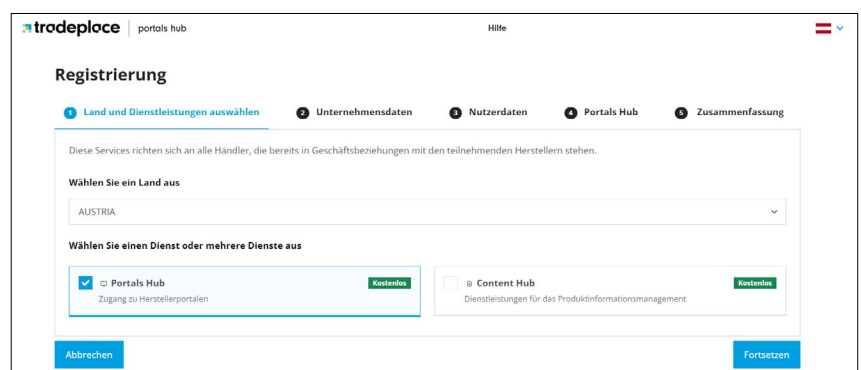 tradeplace portals hub Hilfe
Registrierung
1 Land und Dienstleistungen auswählen 2 Unternehmensdaten 3 Nutzerdaten 4 Portals Hub 5 Zusammenfassung
Diese Services richten sich an alle Händler, die bereits in Geschäftsbeziehungen mit den teilnehmenden Herstellern stehen.
Wählen Sie ein Land aus
AUSTRIA
Wählen Sie einen Dienst oder mehrere Dienste aus
Portals Hub Kostenlos Content Hub Kostenlos
Zugang zu Herstellerportalen Dienstleistungen für das Produktinformationsmanagement
Abbrechen Fortsetzen